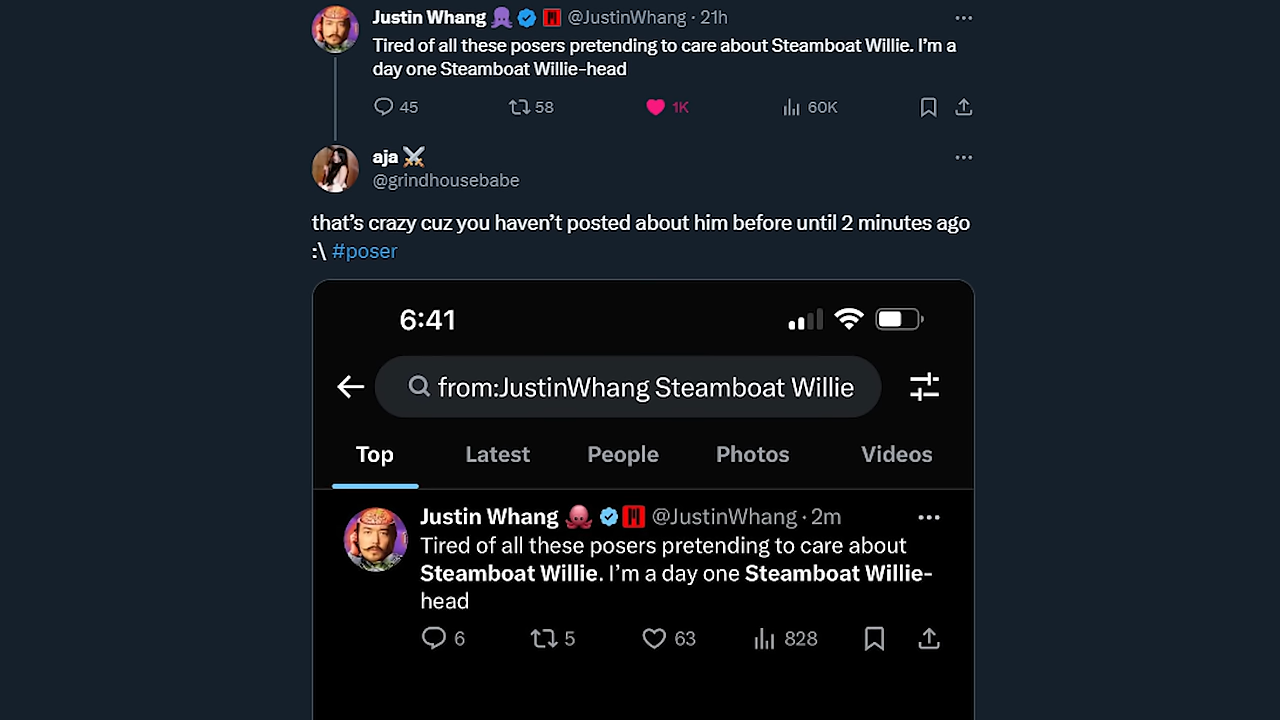 Justin Whang @JustinWhang · 21h
Tired of all these posers pretending to care about Steamboat Willie. I'm a
day one Steamboat Willie-head
45 58 1K 60K
aja
@grindhousebabe
that's crazy cuz you haven't posted about him before until 2 minutes ago
:\ #poser
6:41
from:JustinWhang Steamboat Willie
Top Latest People Photos Videos
Justin Whang @JustinWhang · 2m
Tired of all these posers pretending to care about
Steamboat Willie. I'm a day one Steamboat Willie-
head
6 5 63 828